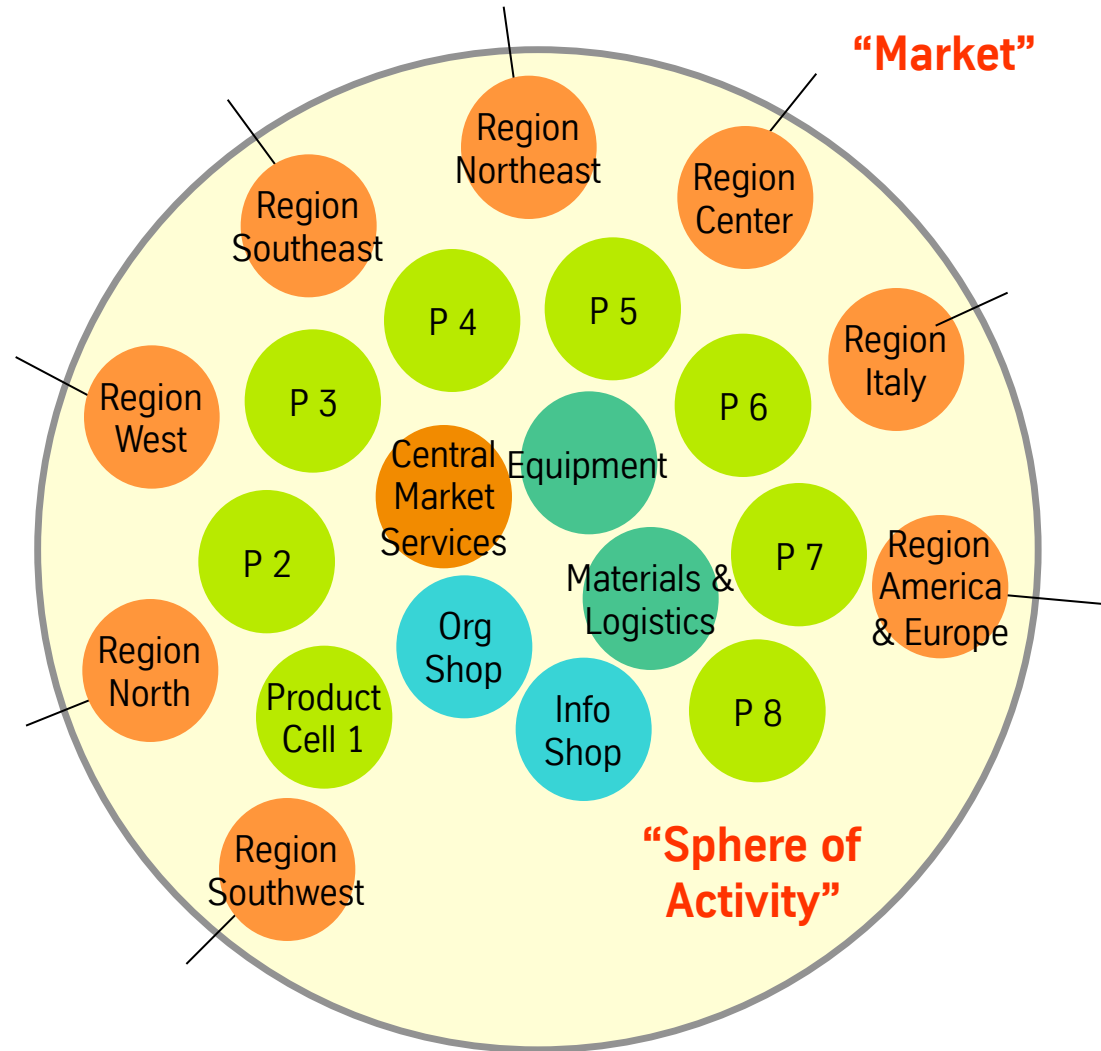 “Market”
Region
Northeast
Region
Center
Region
Southeast
Region
Italy
P 4
P 5
Region
West
P 3
P 6
Central
Market
Services
Equipment
P 2
P 7
Region
America
& Europe
Materials &
Logistics
Org
Shop
Region
North
Product
Cell 1
Info
Shop
P 8
Region
Southwest
“Sphere of
Activity”